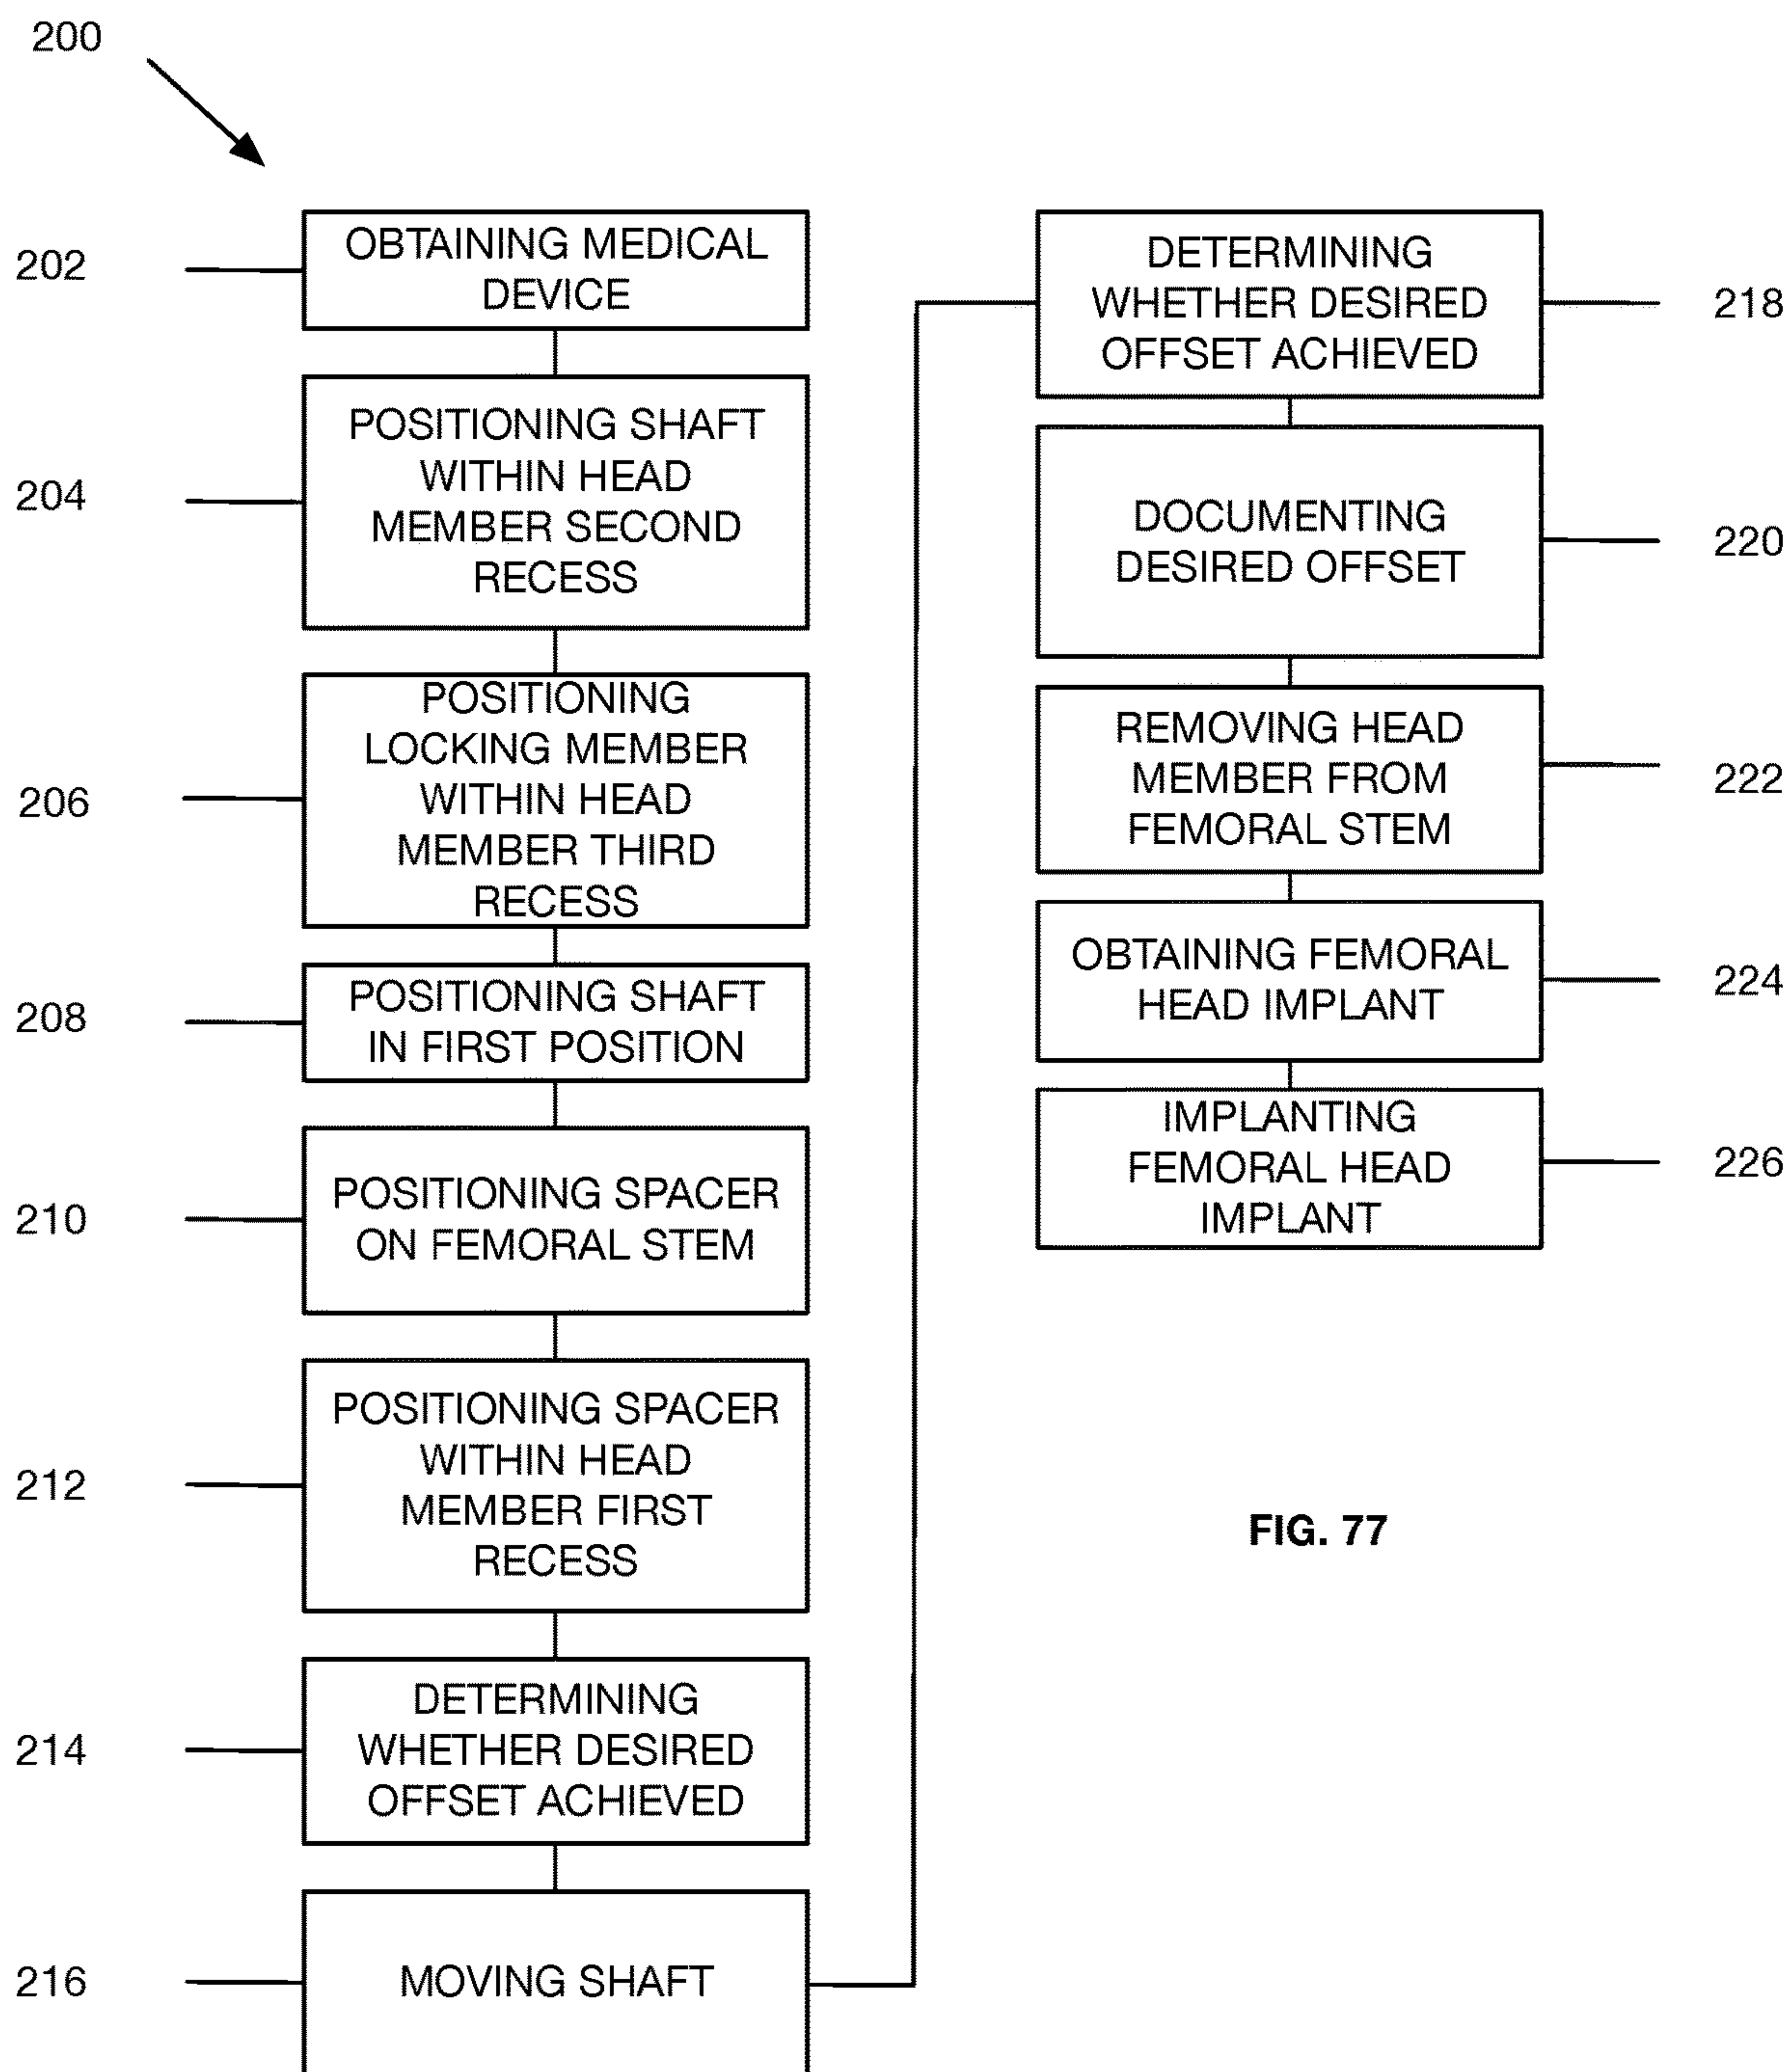 200
202
OBTAINING MEDICAL
DEVICE
204
POSITIONING SHAFT
WITHIN HEAD
MEMBER SECOND
RECESS
206
POSITIONING
LOCKING MEMBER
WITHIN HEAD
MEMBER THIRD
RECESS
208
POSITIONING SHAFT
IN FIRST POSITION
210
POSITIONING SPACER
ON FEMORAL STEM
212
POSITIONING SPACER
WITHIN HEAD
MEMBER FIRST
RECESS
214
DETERMINING
WHETHER DESIRED
OFFSET ACHIEVED
216
MOVING SHAFT
DETERMINING
WHETHER DESIRED
OFFSET ACHIEVED
218
DOCUMENTING
DESIRED OFFSET
220
REMOVING HEAD
MEMBER FROM
FEMORAL STEM
222
OBTAINING FEMORAL
HEAD IMPLANT
224
IMPLANTING
FEMORAL HEAD
IMPLANT
226
FIG. 77